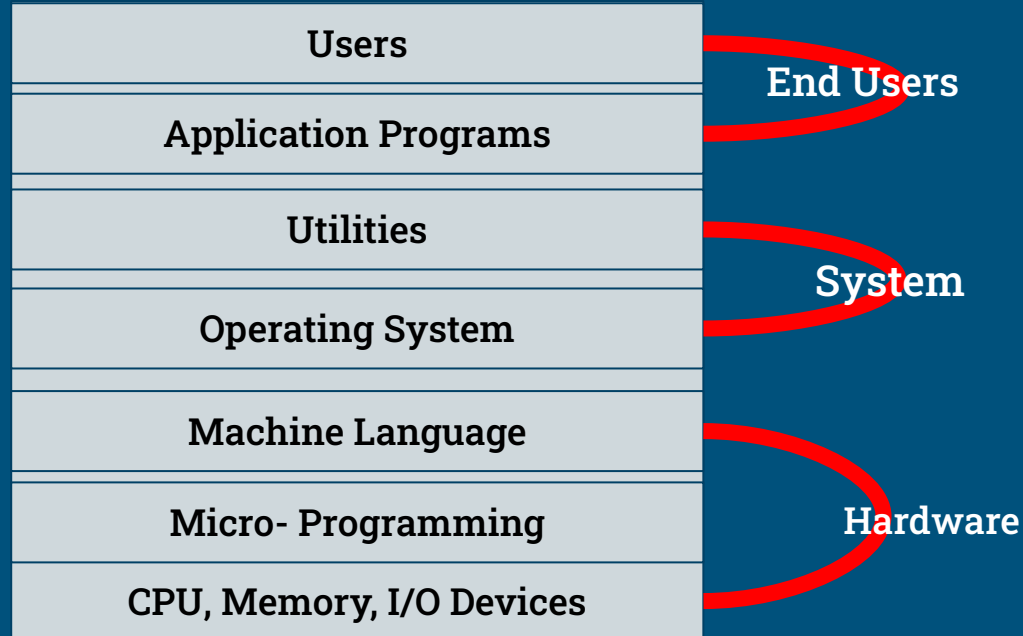 Users
End Users
Application Programs
Utilities
System
Operating System
Machine Language
Micro- Programming
Hardware
CPU, Memory, I/O Devices